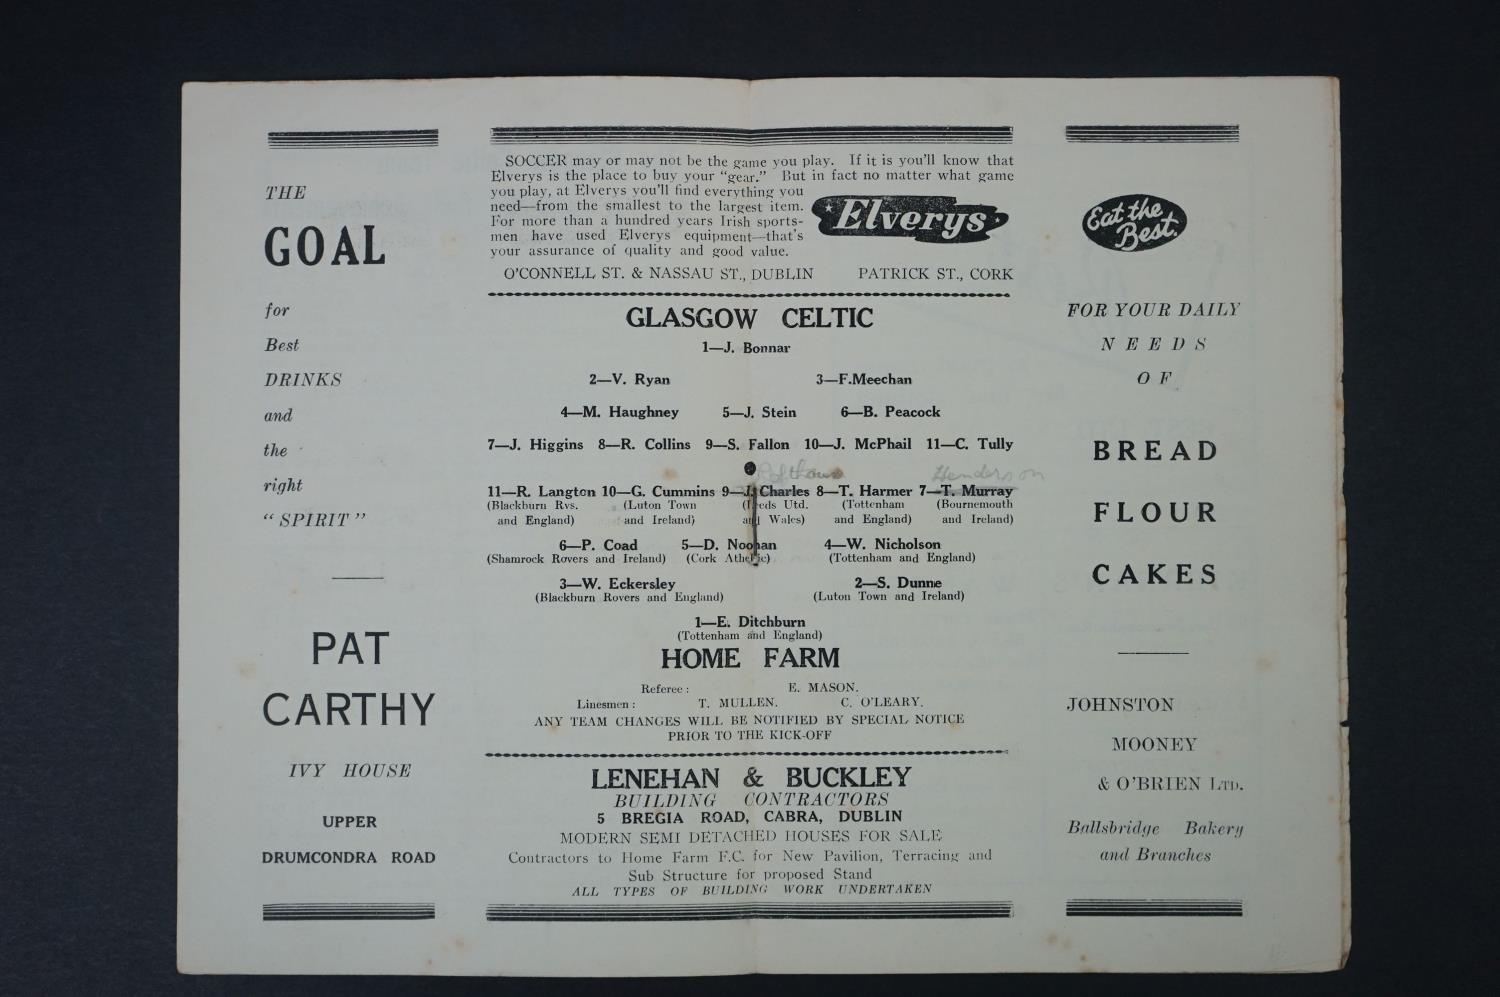 THE
GOAL
for
Best
DRINKS
and
the
right
“ SPIRIT ”
PAT
CARTHY
IVY HOUSE
UPPER
DRUMCONDRA ROAD
SOCCER may or may not be the game you play. If it is you'll know that
Elverys is the place to buy your “gear.” But in fact no matter what game
you play, at Elverys you'll find everything you
need—from the smallest to the largest item.
For more than a hundred years Irish sports-
men have used Elverys equipment—that's
your assurance of quality and good value.
Elverys
O'CONNELL ST. & NASSAU ST., DUBLIN PATRICK ST., CORK
GLASGOW CELTIC
1—J. Bonnar
2—V. Ryan 3—F.Meechan
4—M. Haughney 5—J. Stein 6—B. Peacock
7—J. Higgins 8—R. Collins 9—S. Fallon 10—J. McPhail 11—C. Tully
Henderson
11—R. Langton 10—G. Cummins 9—J. Charles 8—T. Harmer 7—T. Murray
(Blackburn Rvs. (Luton Town (Leeds Utd. (Tottenham (Bournemouth
and England) and Ireland) and Wales) and England) and Ireland)
6—P. Coad 5—D. Noonan 4—W. Nicholson
(Shamrock Rovers and Ireland) (Cork Athletic) (Tottenham and England)
3—W. Eckersley 2—S. Dunne
(Blackburn Rovers and England) (Luton Town and Ireland)
1—E. Ditchburn
(Tottenham and England)
HOME FARM
Referee : E. MASON.
Linesmen : T. MULLEN. C. O'LEARY.
ANY TEAM CHANGES WILL BE NOTIFIED BY SPECIAL NOTICE
PRIOR TO THE KICK-OFF
LENEHAN & BUCKLEY
BUILDING CONTRACTORS
5 BREGIA ROAD, CABRA, DUBLIN
MODERN SEMI DETACHED HOUSES FOR SALE
Contractors to Home Farm F.C. for New Pavilion, Terracing and
Sub Structure for proposed Stand
ALL TYPES OF BUILDING WORK UNDERTAKEN
Eat the
Best.
FOR YOUR DAILY
NEEDS
OF
BREAD
FLOUR
CAKES
JOHNSTON
MOONEY
& O'BRIEN LTD.
Ballsbridge Bakery
and Branches